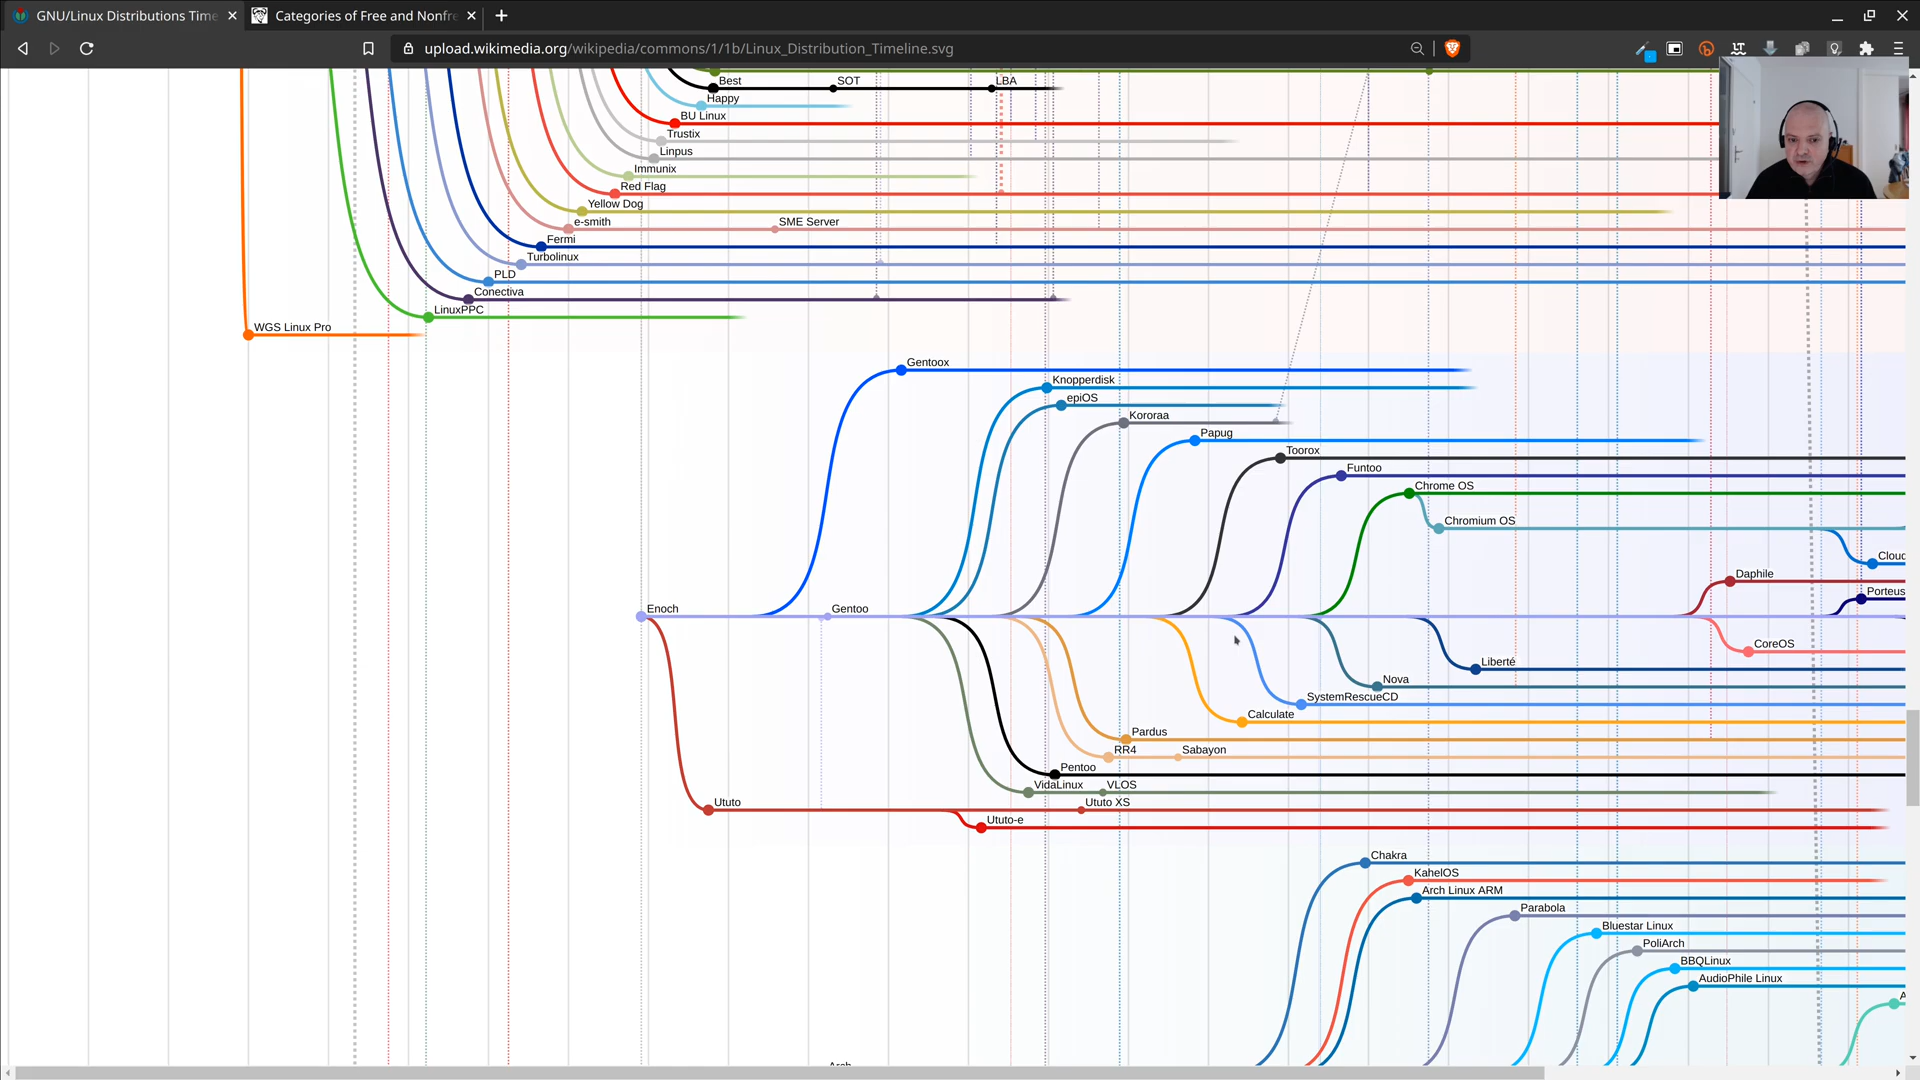 GNU/Linux Distributions Time
Categories of Free and Nonfre
upload.wikimedia.org/wikipedia/commons/1/1b/Linux_Distribution_Timeline.svg
Best
SOT
LBA
Happy
BU Linux
Trustix
Linpus
Immunix
Red Flag
Yellow Dog
e-smith
SME Server
Fermi
Turbolinux
PLD
Conectiva
LinuxPPC
WGS Linux Pro
Gentoox
Knopperdisk
epiOS
Kororaa
Papug
Toorox
Funtoo
Chrome OS
Chromium OS
Clouc
Daphile
Porteus
Enoch
Gentoo
CoreOS
Liberté
Nova
SystemRescueCD
Calculate
Pardus
RR4
Sabayon
Pentoo
VidaLinux
VLOS
Ututo
Ututo XS
Ututo-e
Chakra
KahelOS
Arch Linux ARM
Parabola
Bluestar Linux
PoliArch
BBQLinux
AudioPhile Linux
A
Arch